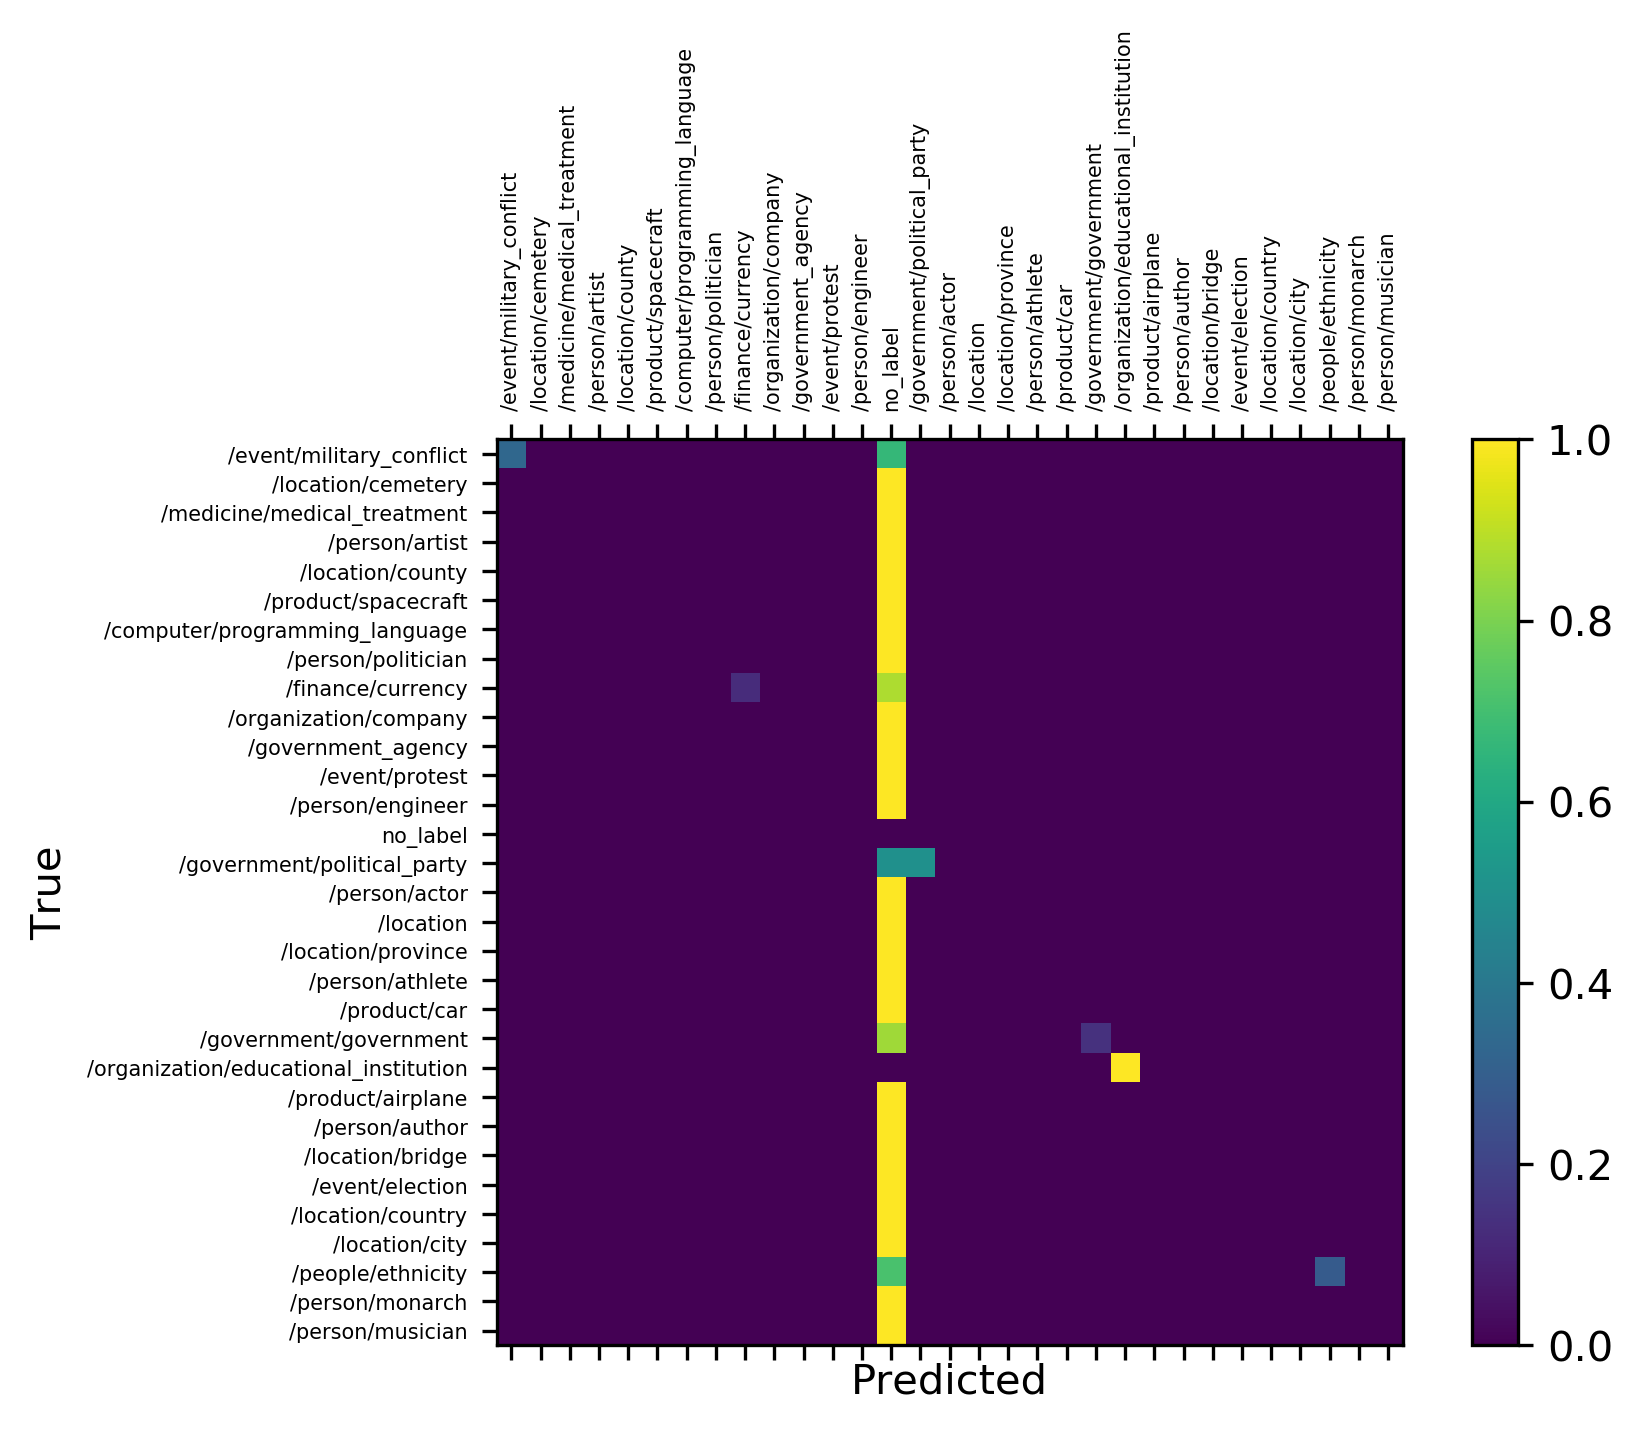 /event/military_conflict
/location/cemetery
/medicine/medical_treatment
/person/artist
/location/county
/product/spacecraft
/computer/programming_language
/person/politician
/finance/currency
/organization/company
/government_agency
/event/protest
/person/engineer
no_label
/government/political_party
/person/actor
/location
/location/province
/person/athlete
/product/car
/government/government
/organization/educational_institution
/product/airplane
/person/author
/location/bridge
/event/election
/location/country
/location/city
/people/ethnicity
/person/monarch
/person/musician
True
/event/military_conflict
/location/cemetery
/medicine/medical_treatment
/person/artist
/location/county
/product/spacecraft
/computer/programming_language
/person/politician
/finance/currency
/organization/company
/government_agency
/event/protest
/person/engineer
no_label
/government/political_party
/person/actor
/location
/location/province
/person/athlete
/product/car
/government/government
/organization/educational_institution
/product/airplane
/person/author
/location/bridge
/event/election
/location/country
/location/city
/people/ethnicity
/person/monarch
/person/musician
Predicted
1.0
0.8
0.6
0.4
0.2
0.0